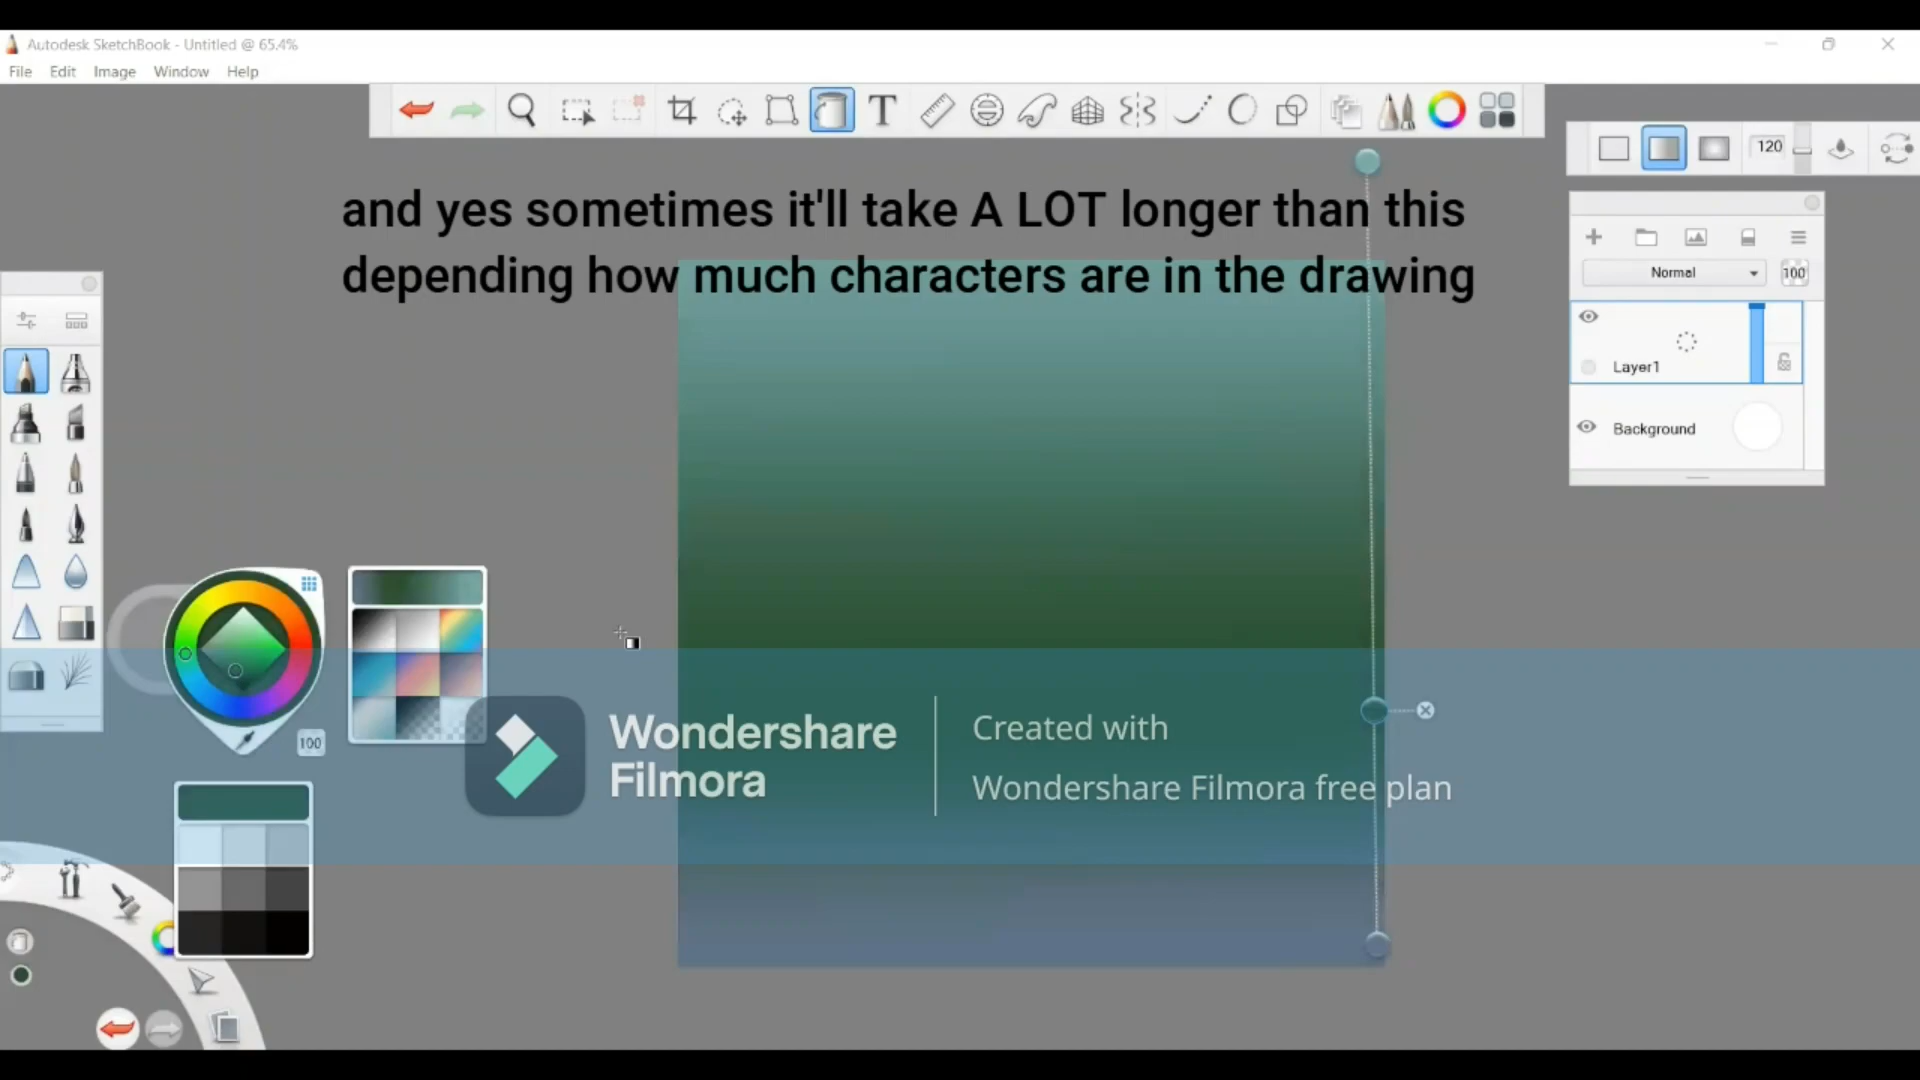 Autodesk SketchBook - Untitled @ 65.4%
File Edit Image Window Help
T
120
and yes sometimes it'll take A LOT longer than this
depending how much characters are in the drawing
Normal 100
Layer1
Background
100
Wondershare
Filmora
Created with
Wondershare Filmora free plan